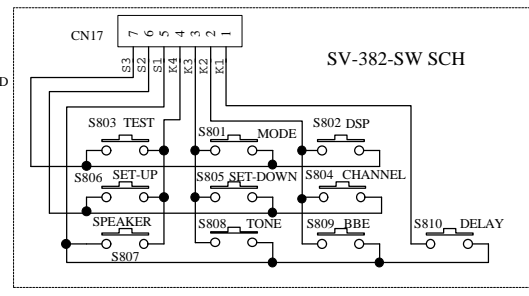 CN17
7 6 5 4 3 2 1
S3 S2 S1 K4 K3 K2 K1
SV-382-SW SCH
D
S803 TEST
S801 MODE
S802 DSP
S806 SET-UP
S805 SET-DOWN
S804 CHANNEL
SPEAKER
S807
S808 TONE
S809 BBE
S810 DELAY